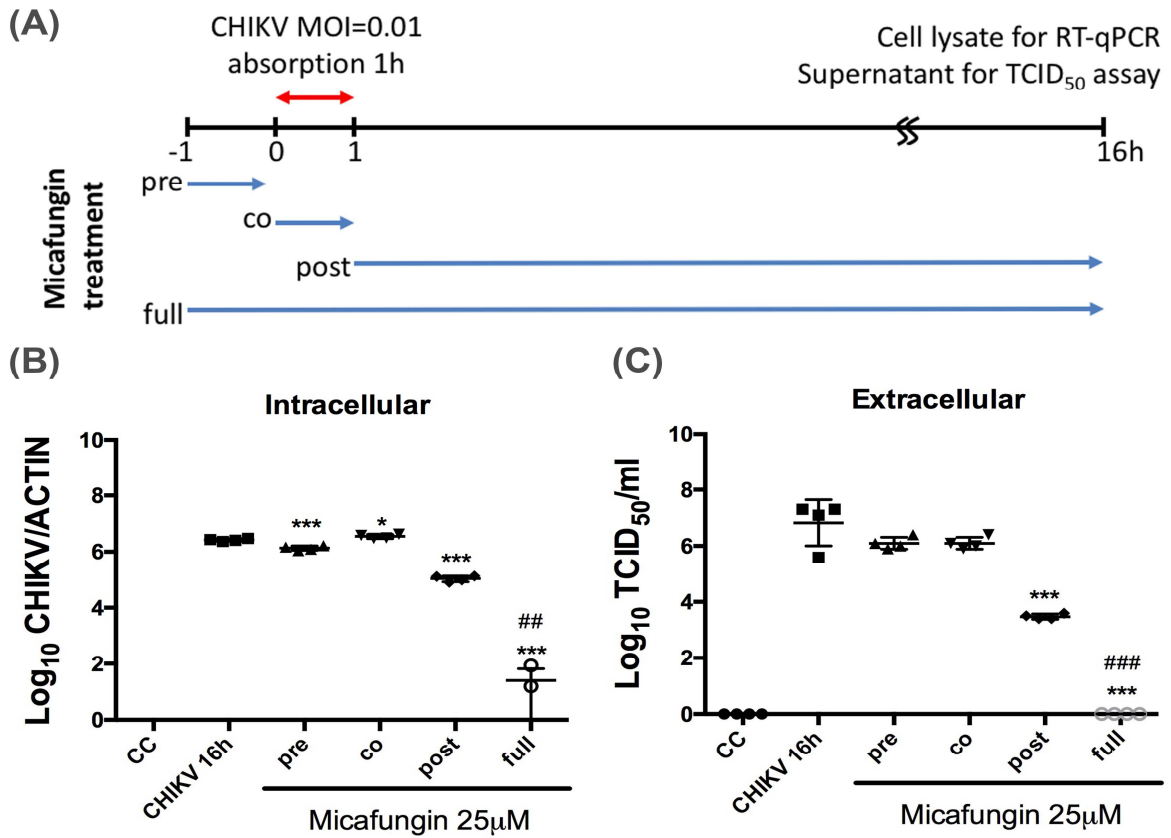 (A)
CHIKV MOI=0.01
absorption 1h
Cell lysate for RT-qPCR
Supernatant for TCID50 assay
-1
0
1
16h
Micafungin
treatment
pre
co
post
full
(B)
Intracellular
Log10 CHIKV/ACTIN
10
8
6
4
2
0
***
*
***
##
***
CC
CHIKV 16h
pre
co
post
full
Micafungin 25μM
(C)
Extracellular
Log10 TCID50/ml
10
8
6
4
2
0
***
###
***
CC
CHIKV 16h
pre
co
post
full
Micafungin 25μM